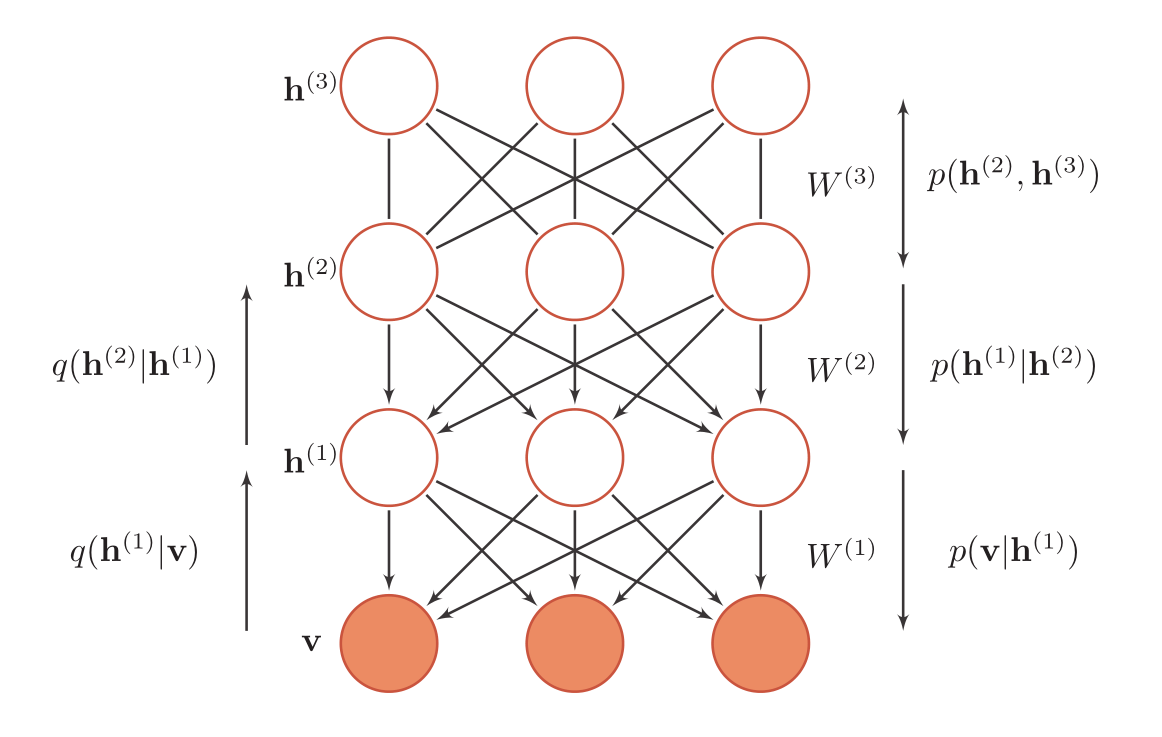 h⁽³⁾
W⁽³⁾ p(h⁽²⁾, h⁽³⁾)
h⁽²⁾
q(h⁽²⁾|h⁽¹⁾) W⁽²⁾ p(h⁽¹⁾|h⁽²⁾)
h⁽¹⁾
q(h⁽¹⁾|v) W⁽¹⁾ p(v|h⁽¹⁾)
v